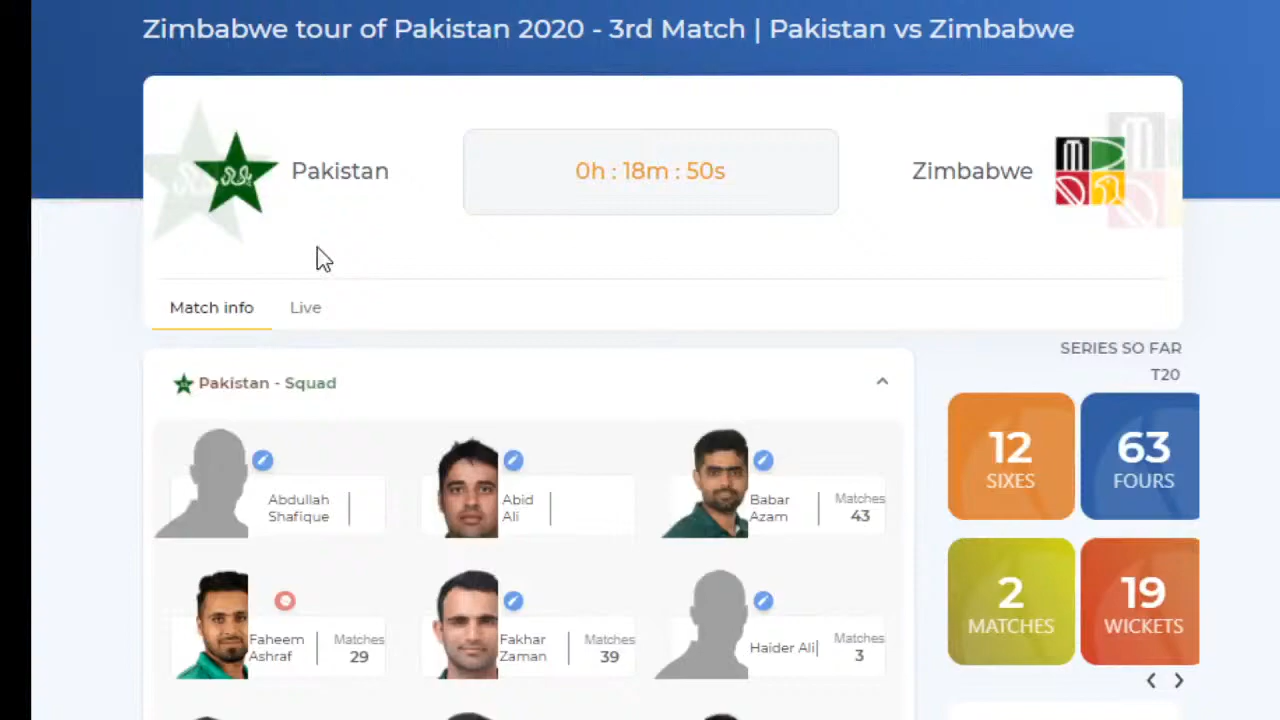 Zimbabwe tour of Pakistan 2020 - 3rd Match | Pakistan vs Zimbabwe
Pakistan
0h : 18m : 50s
Zimbabwe
Match info
Live
SERIES SO FAR
T20
Pakistan - Squad
12
SIXES
63
FOURS
2
MATCHES
19
WICKETS
Abdullah
Shafique
Abid
Ali
Babar
Azam
Matches
43
Faheem
Ashraf
Matches
29
Fakhar
Zaman
Matches
39
Haider Ali
Matches
3